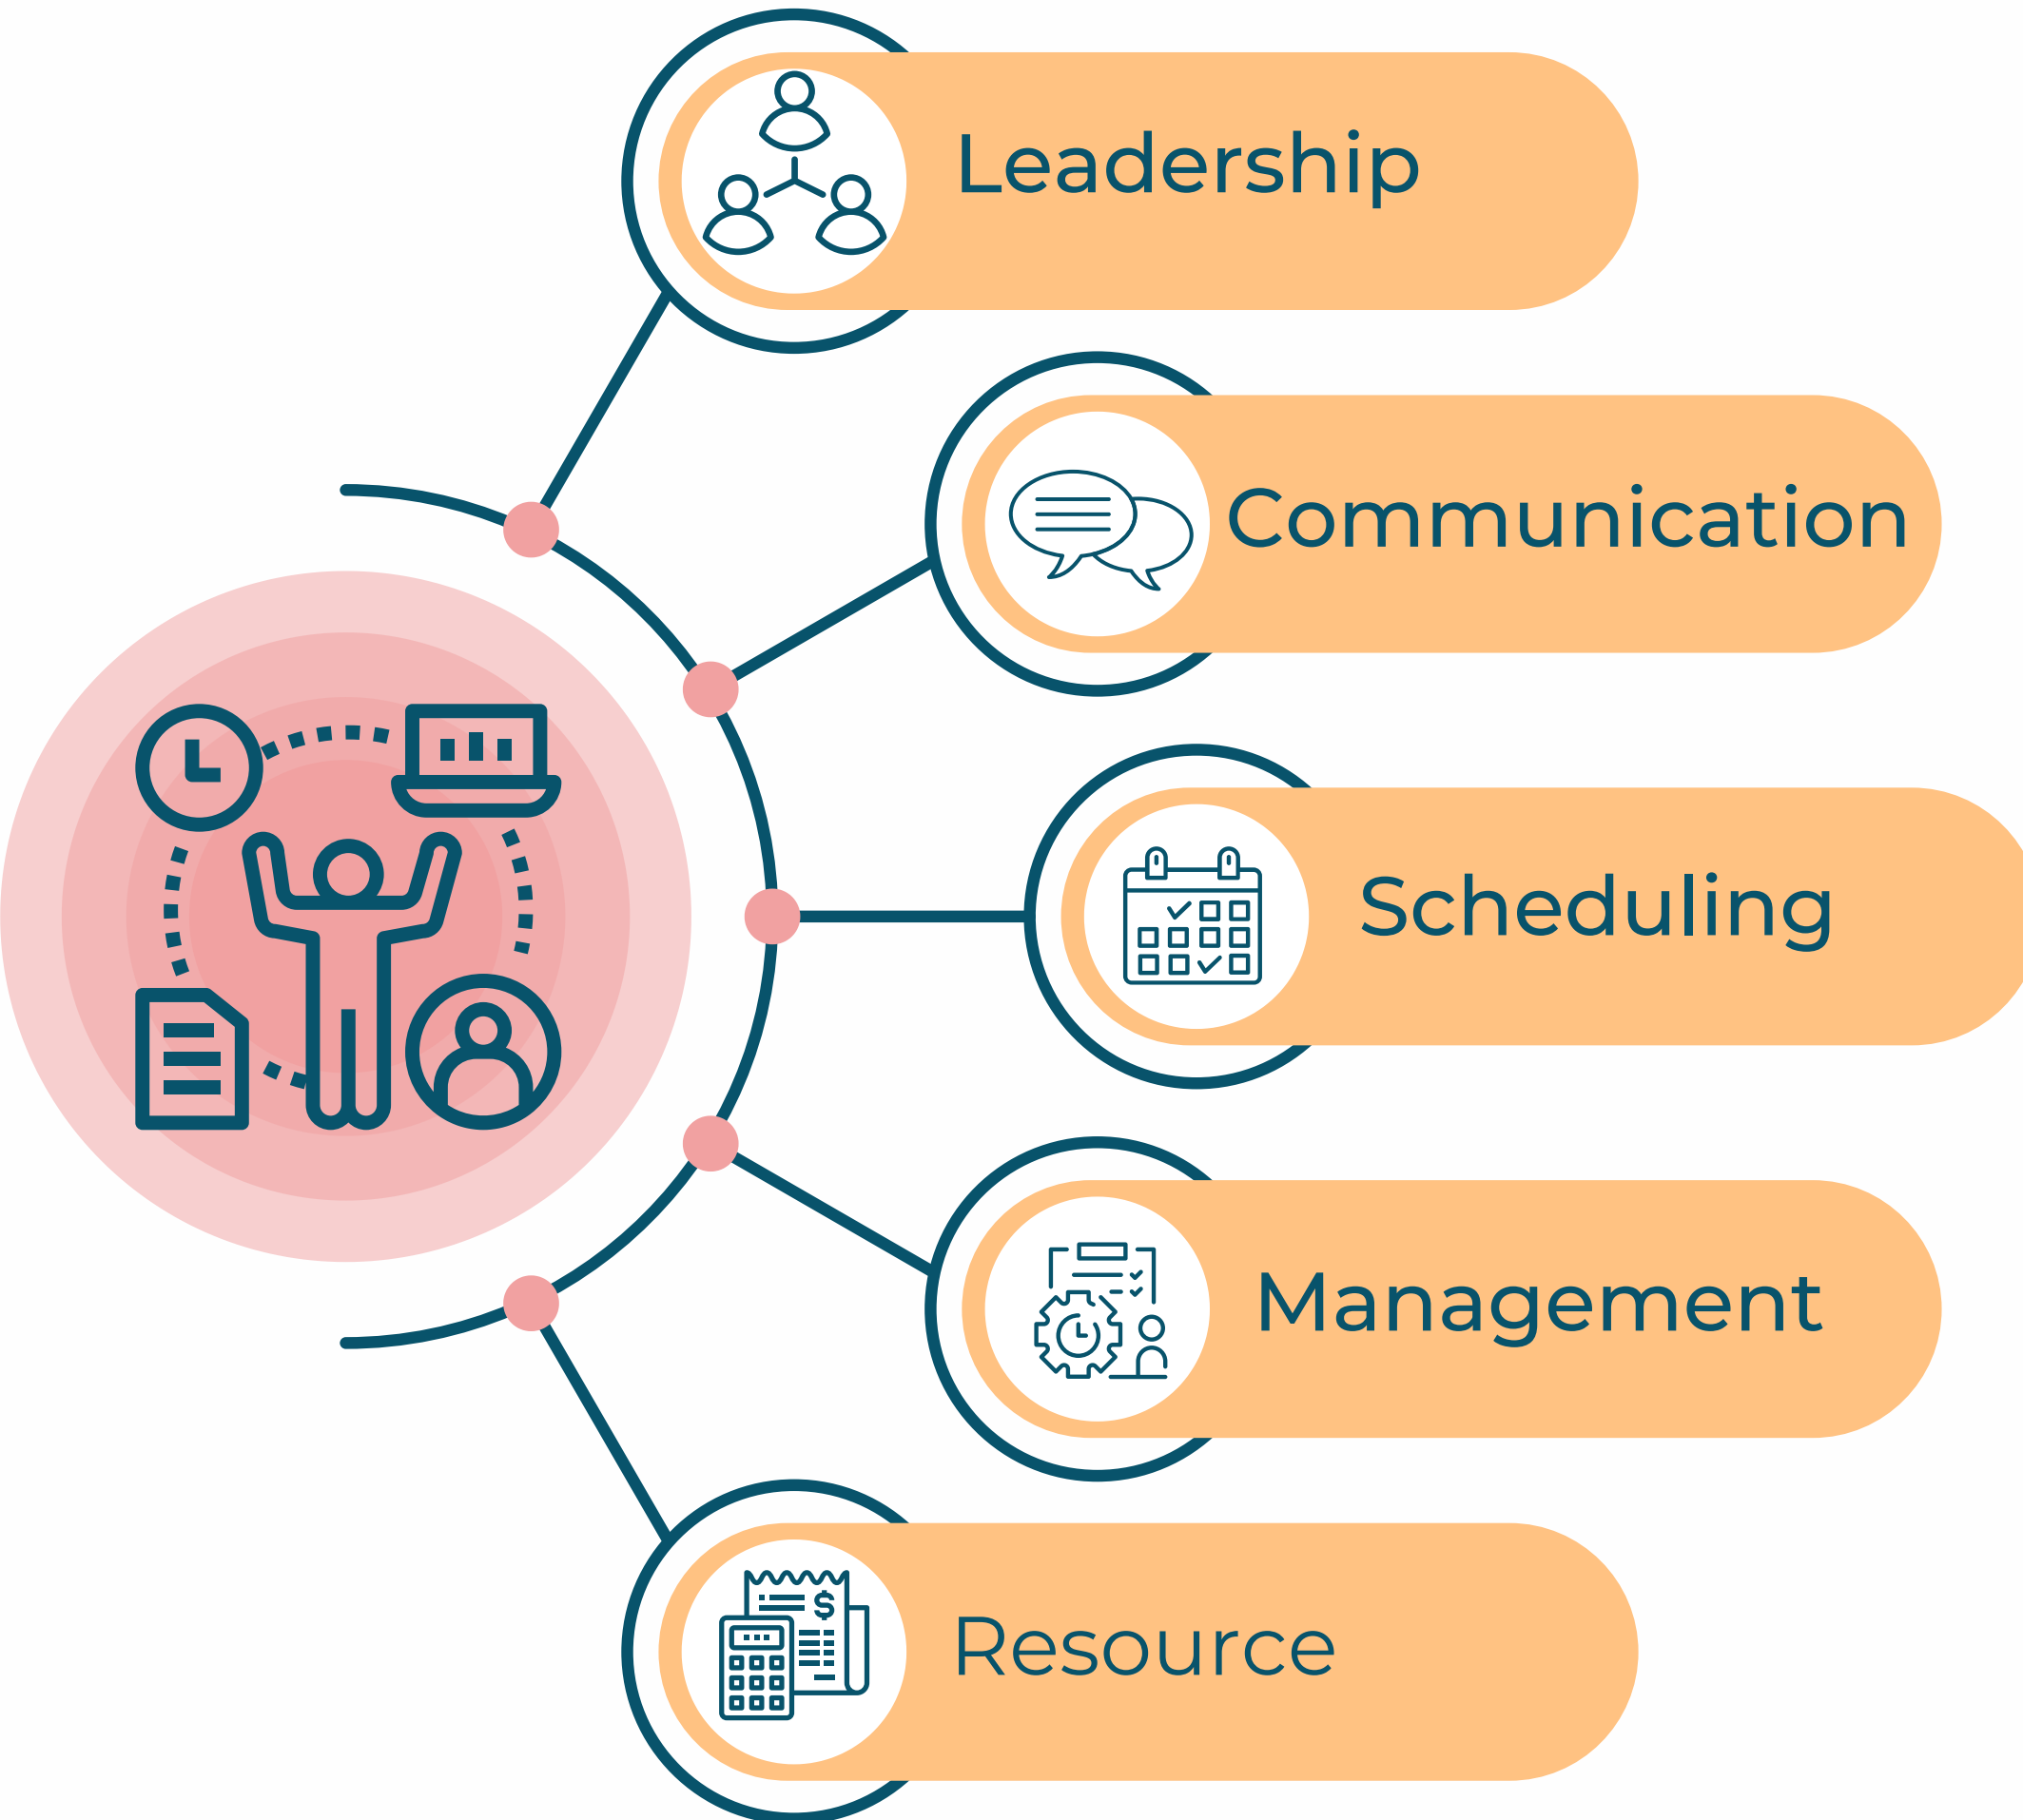 Leadership
Communication
Scheduling
Management
Resource